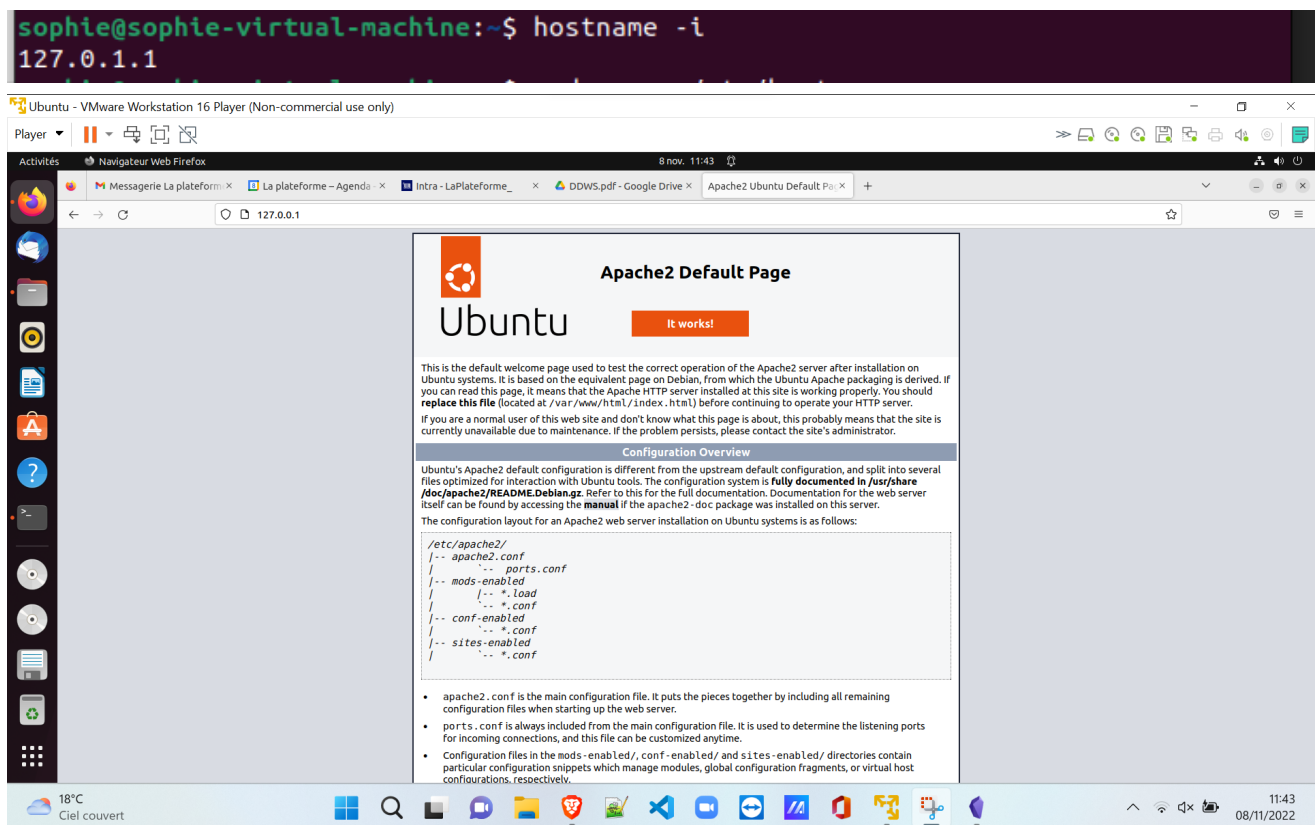 sophie@sophie-virtual-machine:~$ hostname -i
127.0.1.1
Ubuntu - VMware Workstation 16 Player (Non-commercial use only)
Player
Activités Navigateur Web Firefox 8 nov. 11:43
Messagerie La plateform La plateforme – Agenda - Intra - LaPlateforme_ DDWS.pdf - Google Drive Apache2 Ubuntu Default Pag
127.0.0.1
Apache2 Default Page
Ubuntu
It works!
This is the default welcome page used to test the correct operation of the Apache2 server after installation on
Ubuntu systems. It is based on the equivalent page on Debian, from which the Ubuntu Apache packaging is derived. If
you can read this page, it means that the Apache HTTP server installed at this site is working properly. You should
replace this file (located at /var/www/html/index.html) before continuing to operate your HTTP server.
If you are a normal user of this web site and don't know what this page is about, this probably means that the site is
currently unavailable due to maintenance. If the problem persists, please contact the site's administrator.
Configuration Overview
Ubuntu's Apache2 default configuration is different from the upstream default configuration, and split into several
files optimized for interaction with Ubuntu tools. The configuration system is fully documented in /usr/share
/doc/apache2/README.Debian.gz. Refer to this for the full documentation. Documentation for the web server
itself can be found by accessing the manual if the apache2-doc package was installed on this server.
The configuration layout for an Apache2 web server installation on Ubuntu systems is as follows:
/etc/apache2/
|-- apache2.conf
|       `--  ports.conf
|-- mods-enabled
|       |-- *.load
|       `-- *.conf
|-- conf-enabled
|       `-- *.conf
|-- sites-enabled
|       `-- *.conf
• apache2.conf is the main configuration file. It puts the pieces together by including all remaining
configuration files when starting up the web server.
• ports.conf is always included from the main configuration file. It is used to determine the listening ports
for incoming connections, and this file can be customized anytime.
• Configuration files in the mods-enabled/, conf-enabled/ and sites-enabled/ directories contain
particular configuration snippets which manage modules, global configuration fragments, or virtual host
configurations, respectively.
18°C
Ciel couvert
11:43
08/11/2022